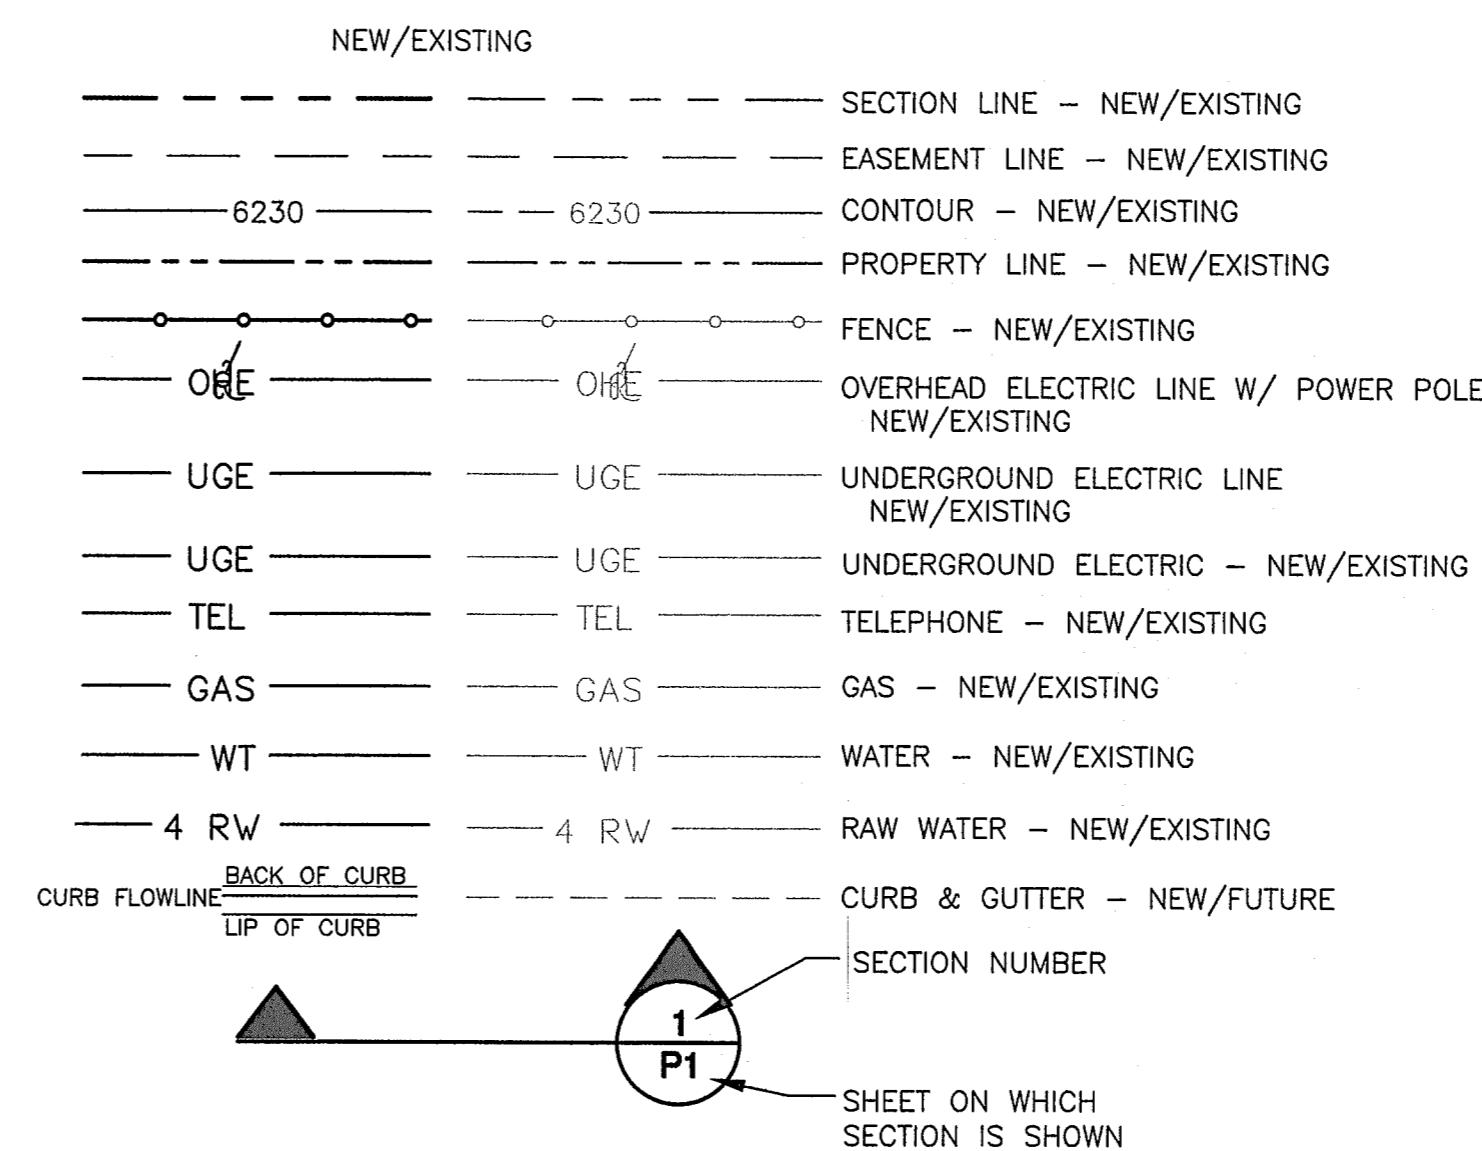 NEW/EXISTING
SECTION LINE – NEW/EXISTING
EASEMENT LINE – NEW/EXISTING
6230 6230 CONTOUR – NEW/EXISTING
PROPERTY LINE – NEW/EXISTING
FENCE – NEW/EXISTING
OHE OHE OVERHEAD ELECTRIC LINE W/ POWER POLE
NEW/EXISTING
UGE UGE UNDERGROUND ELECTRIC LINE
NEW/EXISTING
UGE UGE UNDERGROUND ELECTRIC – NEW/EXISTING
TEL TEL TELEPHONE – NEW/EXISTING
GAS GAS GAS – NEW/EXISTING
WT WT WATER – NEW/EXISTING
4 RW 4 RW RAW WATER – NEW/EXISTING
BACK OF CURB
CURB FLOWLINE CURB & GUTTER – NEW/FUTURE
LIP OF CURB
SECTION NUMBER
1
P1
SHEET ON WHICH
SECTION IS SHOWN